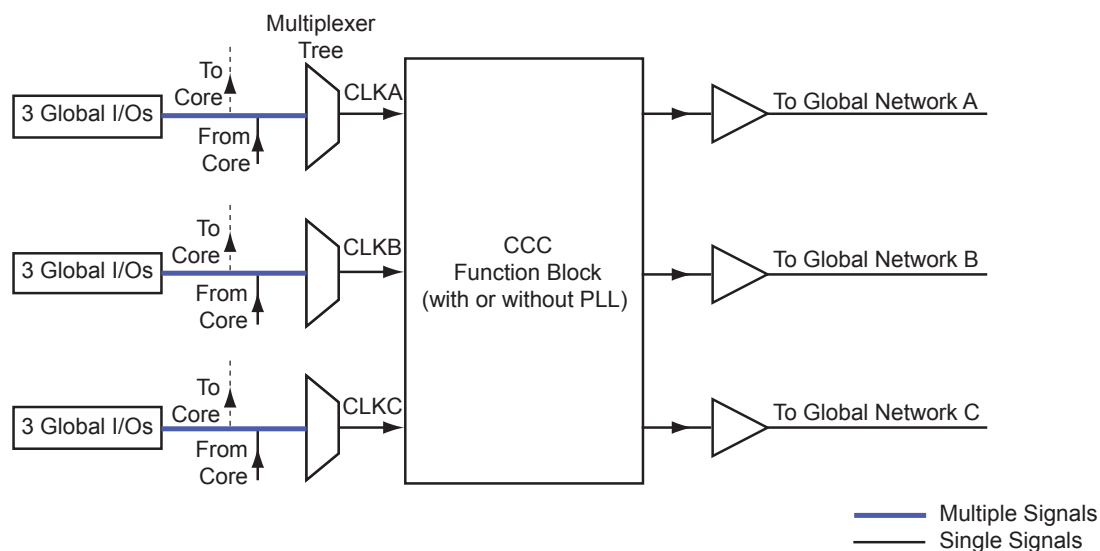 Multiplexer
Tree
To
Core
3 Global I/Os
CLKA
From
Core
To Global Network A
To
Core
3 Global I/Os
CLKB
From
Core
CCC
Function Block
(with or without PLL)
To Global Network B
To
Core
3 Global I/Os
CLKC
From
Core
To Global Network C
Multiple Signals
Single Signals